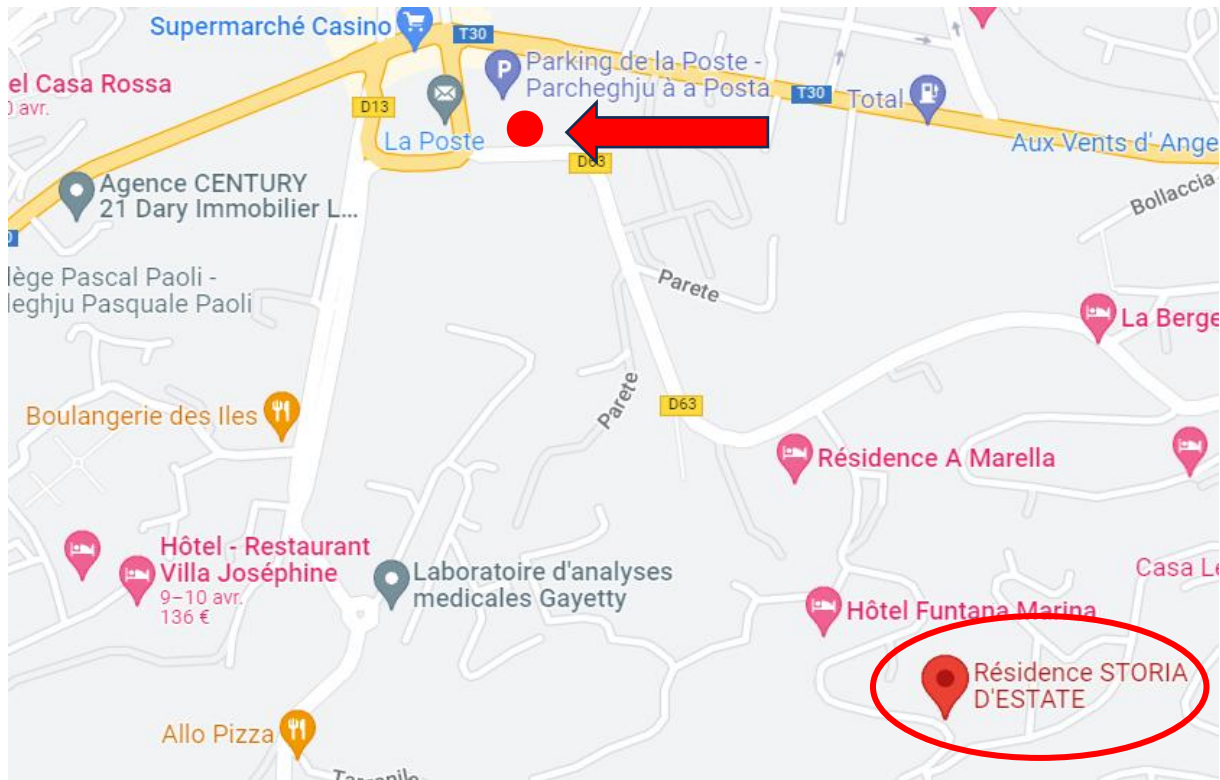 Supermarché Casino
T30
Parking de la Poste -
Parcheghju à a Posta
el Casa Rossa
0 avr.
D13
T30
Total
La Poste
D63
Aux Vents d' Ange
Agence CENTURY
21 Dary Immobilier L...
Bollaccia
lège Pascal Paoli -
leghju Pasquale Paoli
Parete
La Berge
Parete
D63
Boulangerie des Iles
Résidence A Marella
Hôtel - Restaurant
Villa Joséphine
9–10 avr.
136 €
Laboratoire d'analyses
medicales Gayetty
Casa Le
Hôtel Funtana Marina
Résidence STORIA
D'ESTATE
Allo Pizza